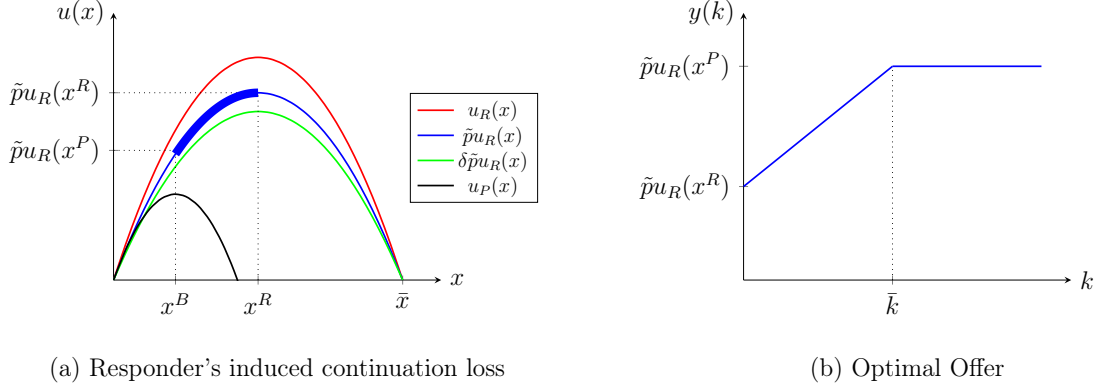 u(x)
p̃u_R(x^R)
p̃u_R(x^P)
x^B
x^R
x̄
x
u_R(x)
p̃u_R(x)
δp̃u_R(x)
u_P(x)
(a) Responder's induced continuation loss
y(k)
p̃u_R(x^P)
p̃u_R(x^R)
k̄
k
(b) Optimal Offer